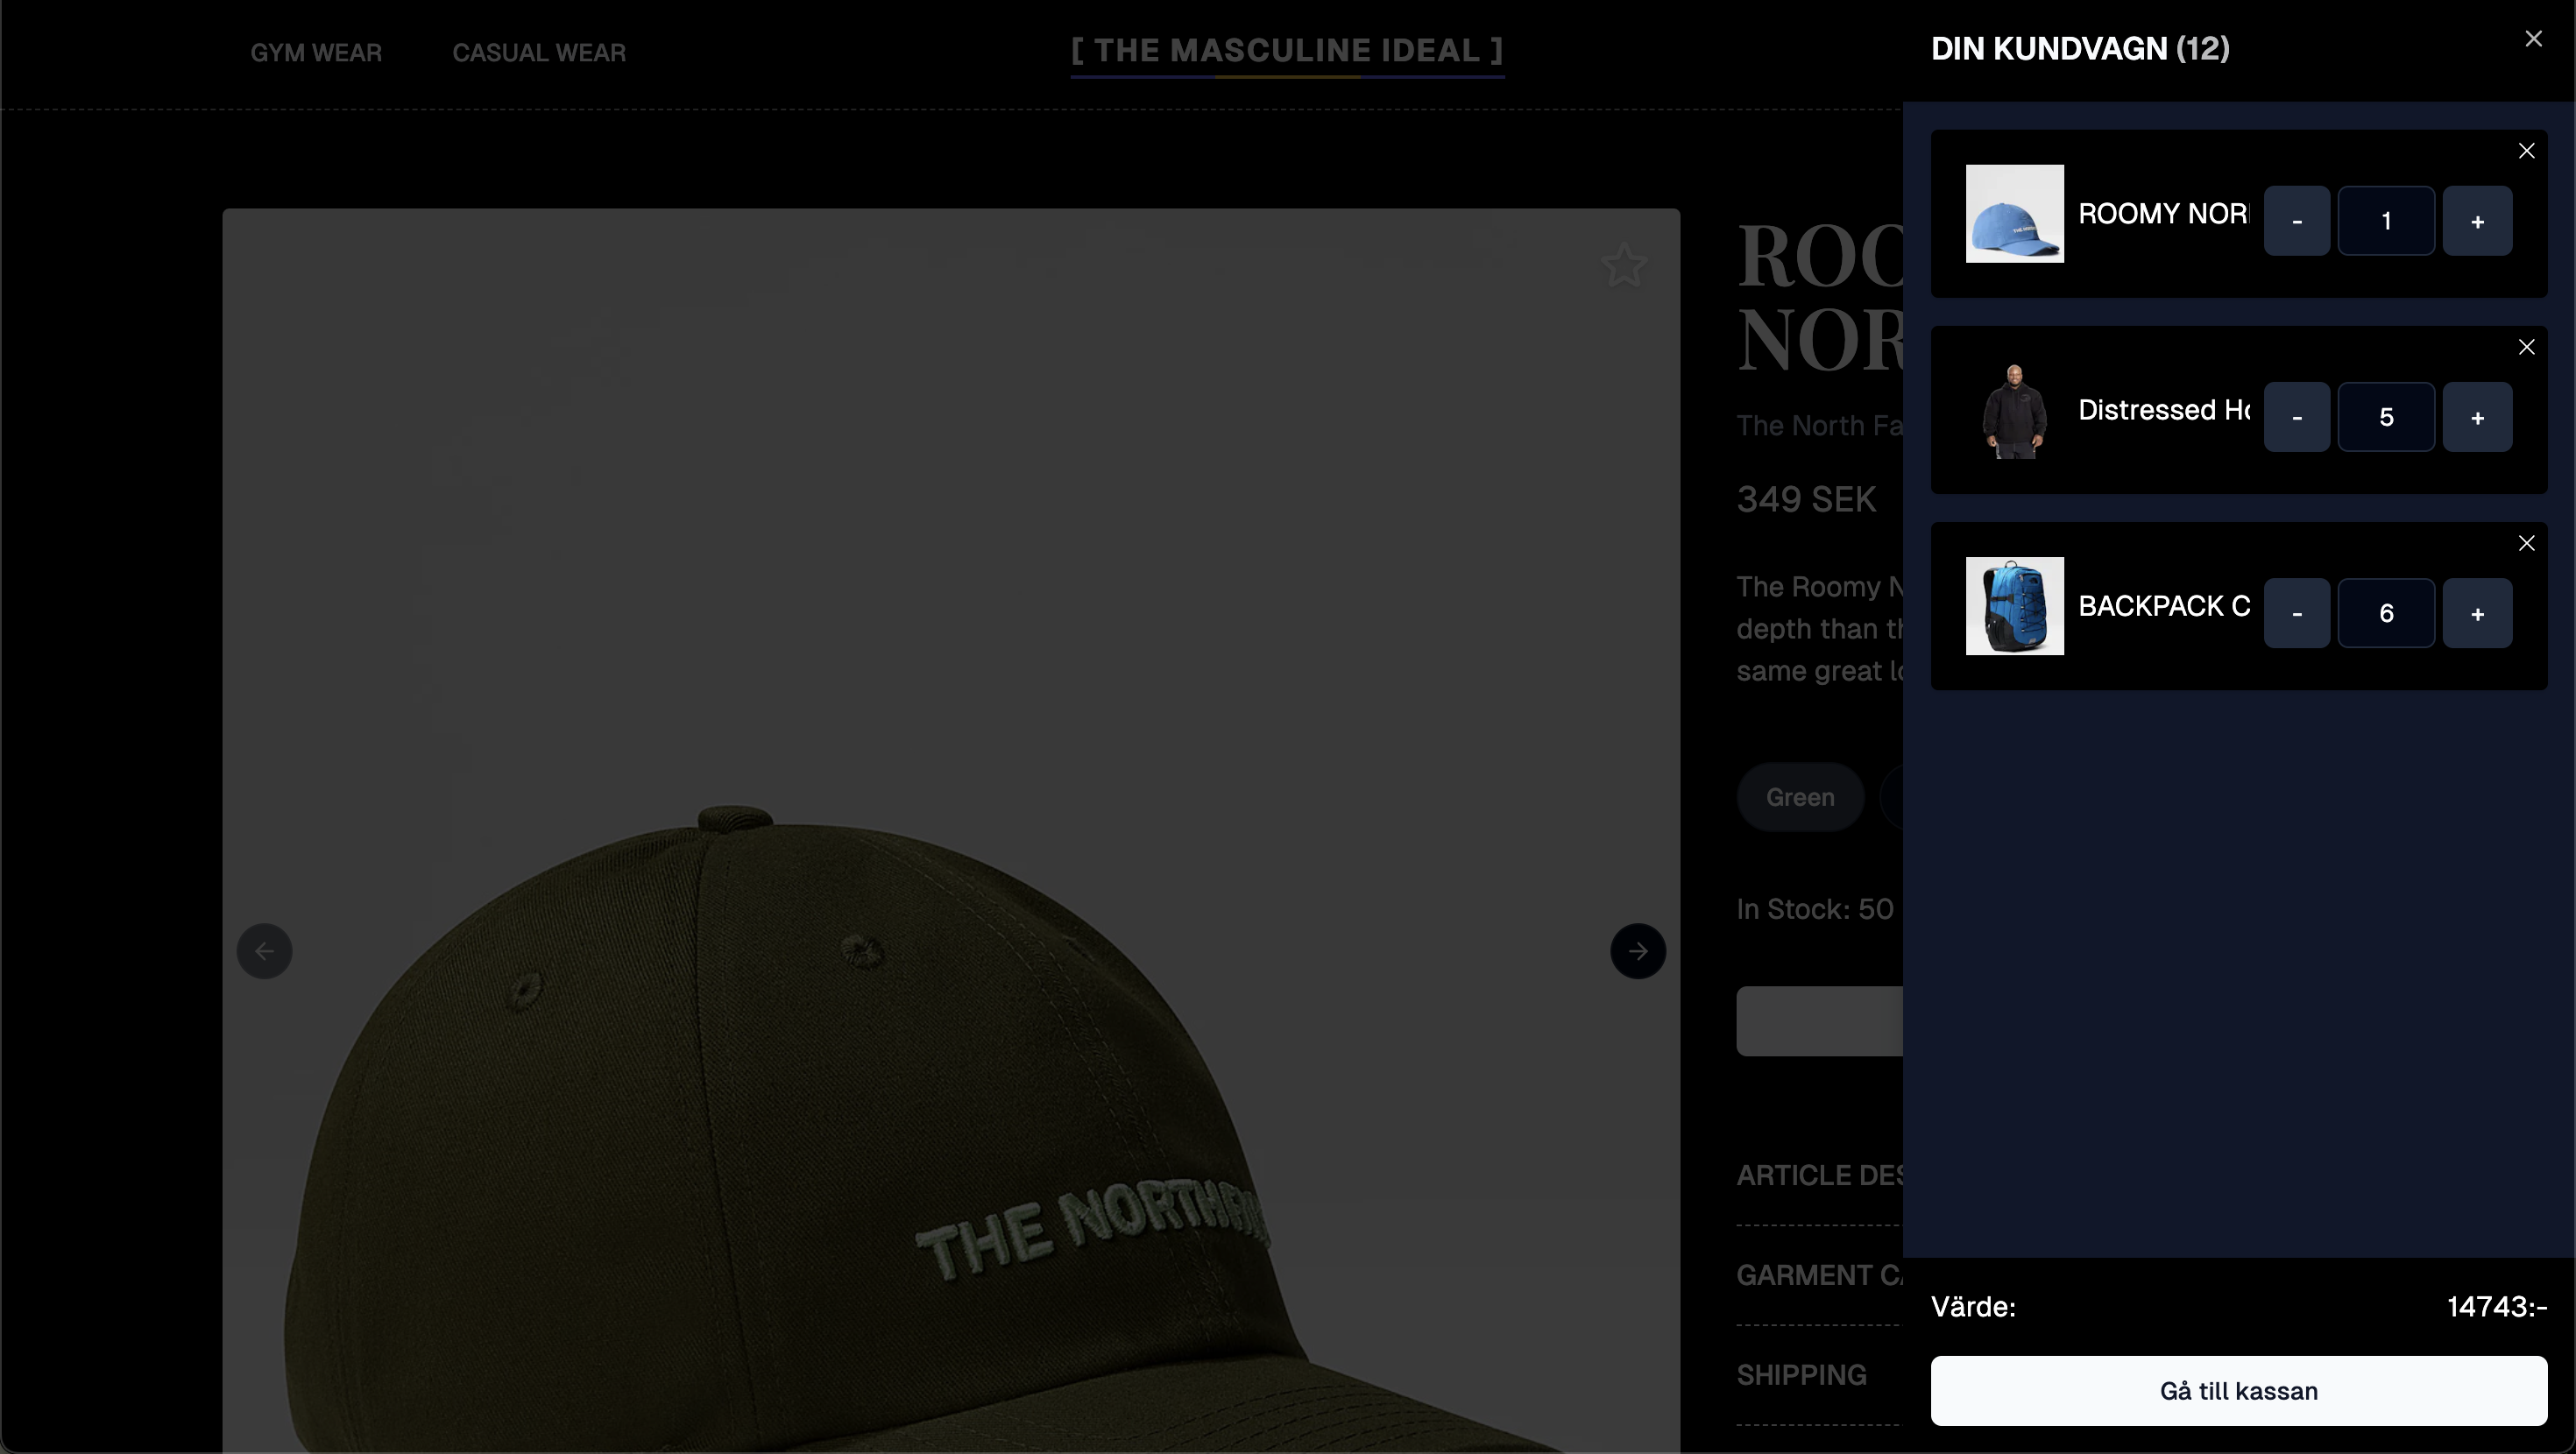 GYM WEAR
CASUAL WEAR
[ THE MASCULINE IDEAL ]
ROO
NOR
The North Fa
349 SEK
The Roomy N
depth than th
same great lo
Green
In Stock: 50
ARTICLE DES
GARMENT CA
SHIPPING
THE NORTH
DIN KUNDVAGN (12)
ROOMY NOR
- 1 +
Distressed Ho
- 5 +
BACKPACK C
- 6 +
Värde: 14743:-
Gå till kassan